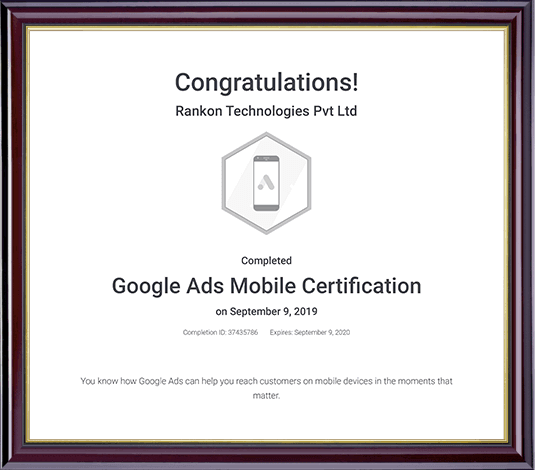 Congratulations!
Rankon Technologies Pvt Ltd
Completed
Google Ads Mobile Certification
on September 9, 2019
Completion ID: 37435786 Expires: September 9, 2020
You know how Google Ads can help you reach customers on mobile devices in the moments that
matter.